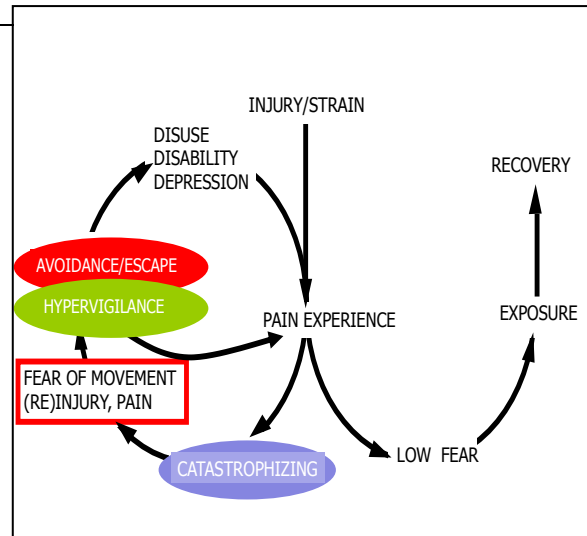 INJURY/STRAIN
DISUSE
DISABILITY
DEPRESSION
RECOVERY
AVOIDANCE/ESCAPE
HYPERVIGILANCE
PAIN EXPERIENCE
EXPOSURE
FEAR OF MOVEMENT
(RE)INJURY, PAIN
CATASTROPHIZING
LOW FEAR